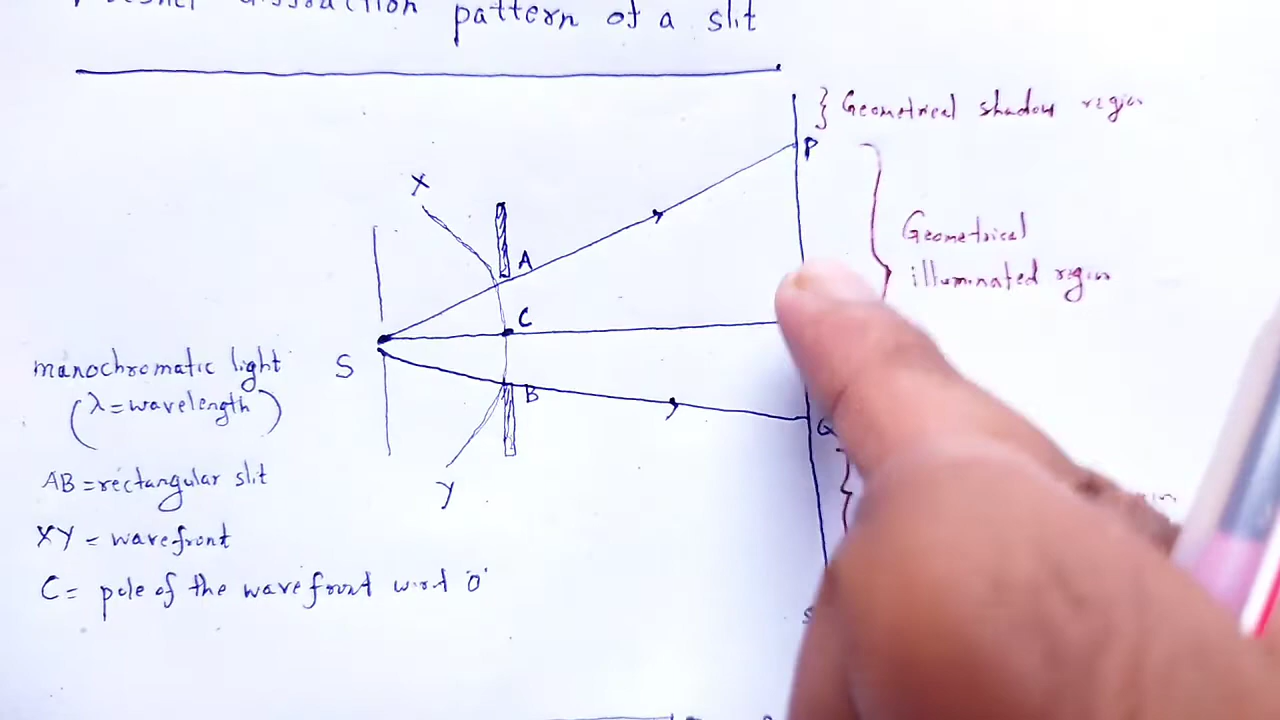 pattern of a slit
} Geometrical shadow region
P
X
A
Geometrical
illuminated region
C
S
manochromatic light
(λ=wavelength)
B
Q
AB=rectangular slit
Y
XY = wavefront
C= pole of the wavefront w.r.t 'O'